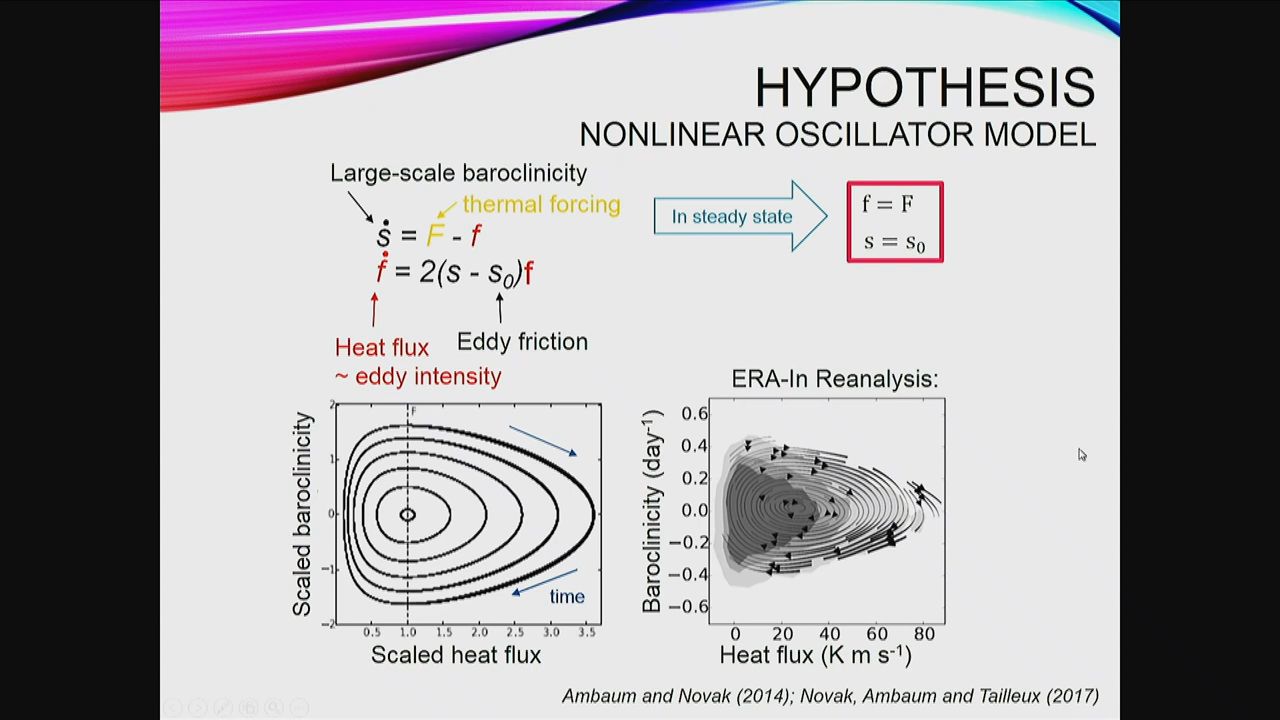 HYPOTHESIS
NONLINEAR OSCILLATOR MODEL
Large-scale baroclinicity
thermal forcing
ṡ = F - f
ḟ = 2(s - s₀)f
In steady state
f = F
s = s₀
Heat flux
~ eddy intensity
Eddy friction
ERA-In Reanalysis:
Scaled baroclinicity
2
1
0
−1
−2
F
time
0.5 1.0 1.5 2.0 2.5 3.0 3.5
Scaled heat flux
Baroclinicity (day⁻¹)
0.6
0.4
0.2
0.0
−0.2
−0.4
−0.6
0 20 40 60 80
Heat flux (K m s⁻¹)
Ambaum and Novak (2014); Novak, Ambaum and Tailleux (2017)